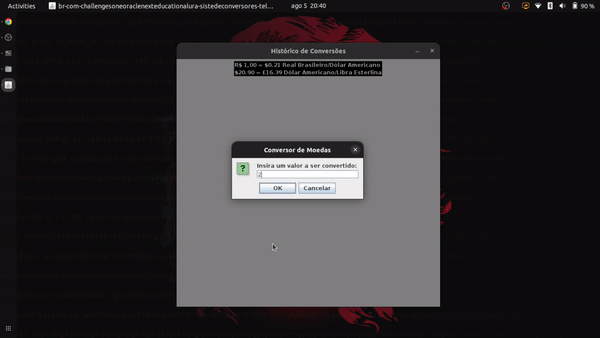 Activities
br-com-challengesoneoraclenexteducationalura-sistedeconversores-tel...
ago 5 20:40
90 %
Histórico de Conversões
R$ 1,00 = $0.21 Real Brasileiro/Dólar Americano
$20.90 = £16.39 Dólar Americano/Libra Esterlina
Conversor de Moedas
Insira um valor a ser convertido:
2
OK
Cancelar